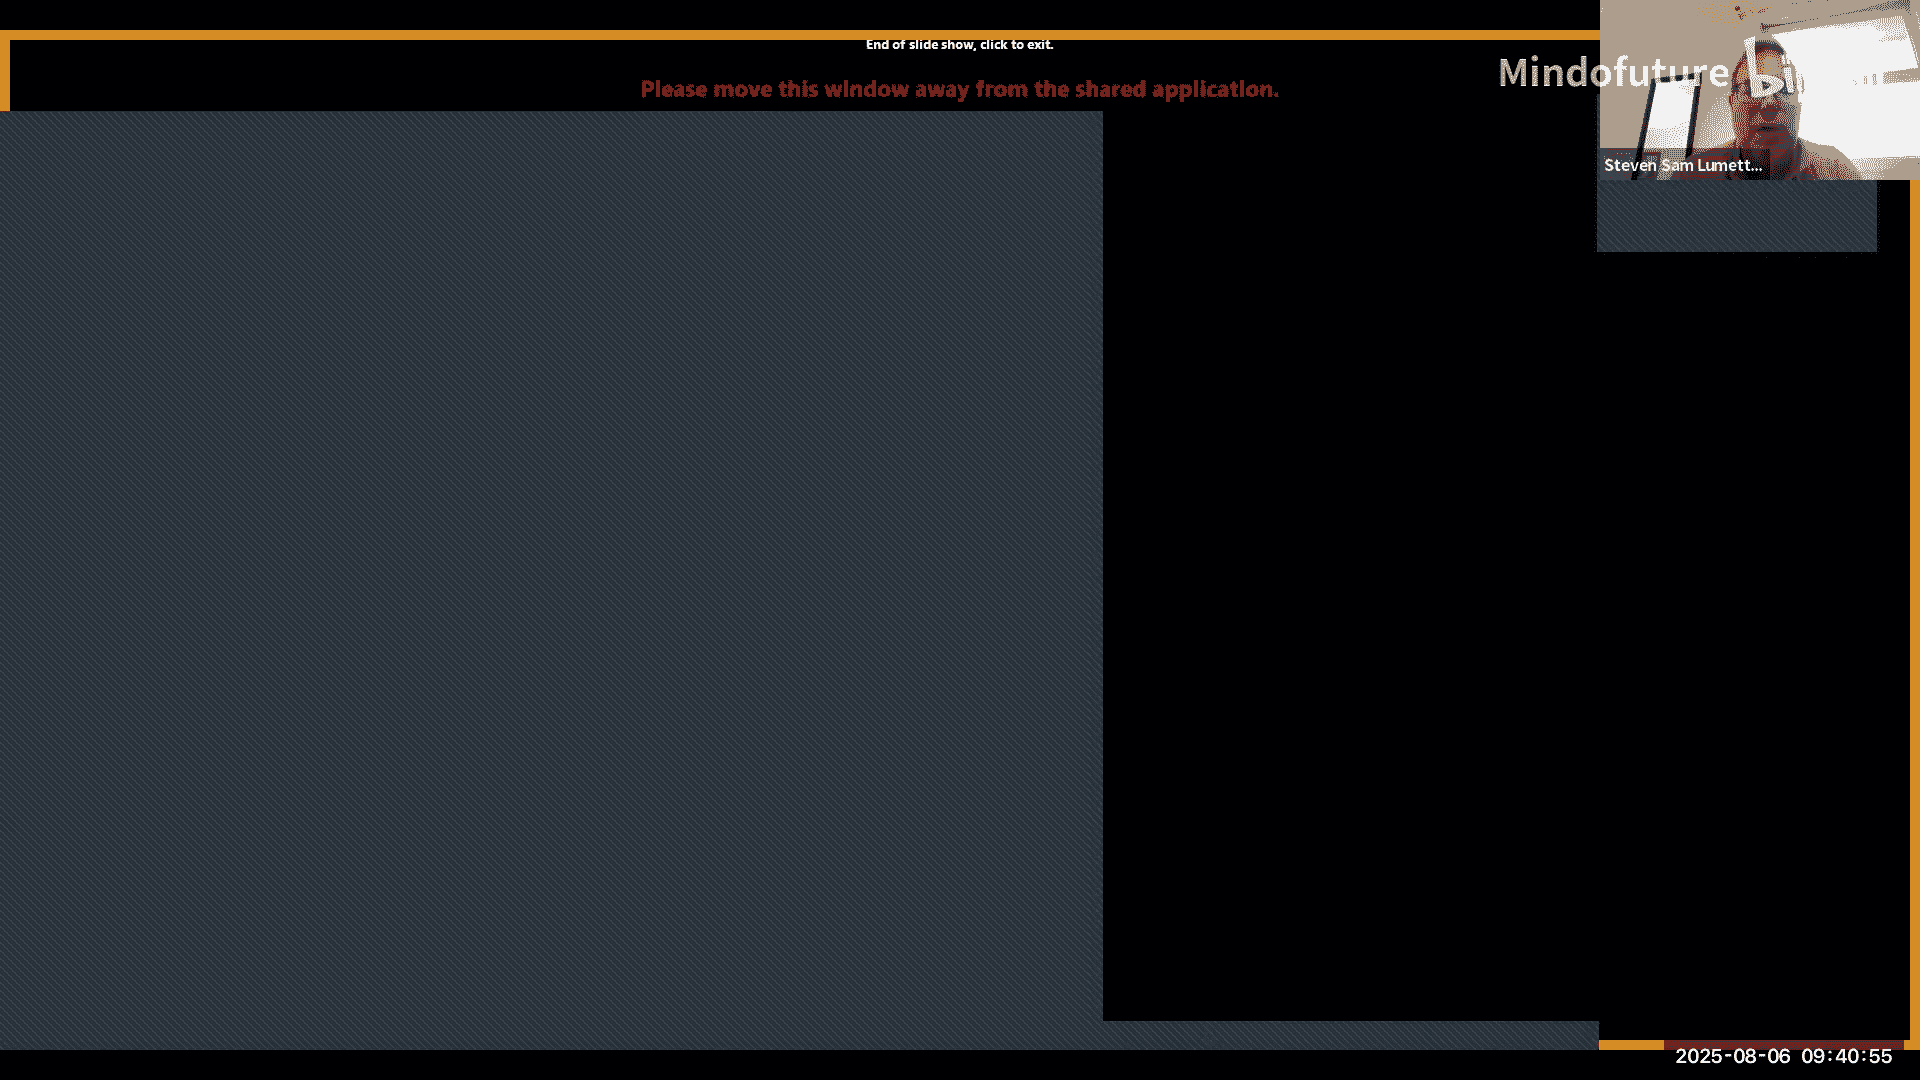 End of slide show, click to exit.
Please move this window away from the shared application.
Mindofuture
Steven Sam Lumett...
2025-08-06 09:40:55